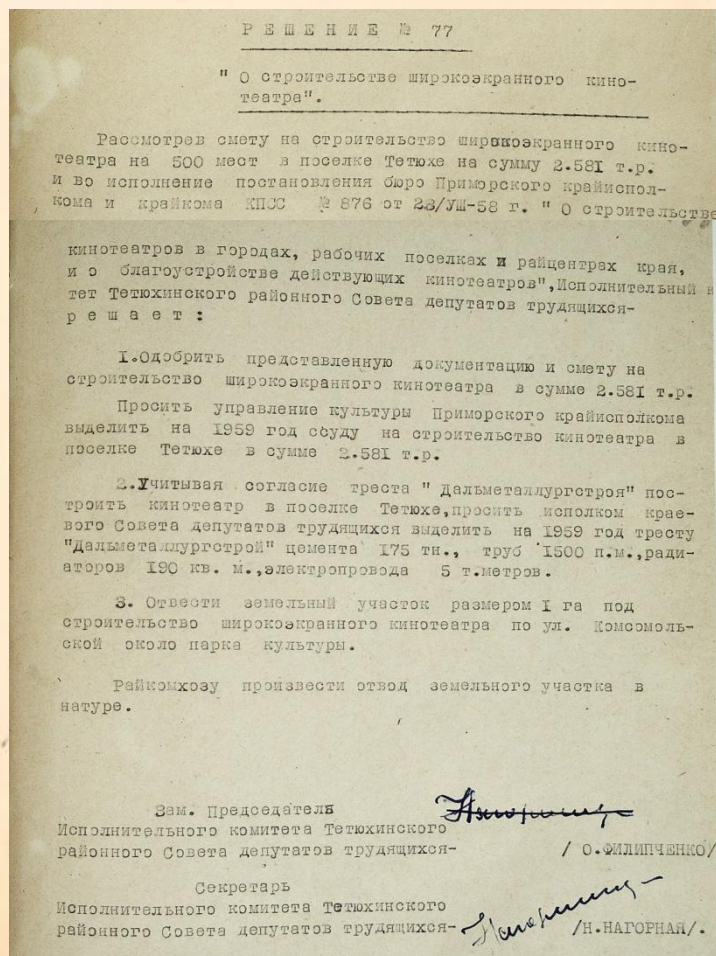 РЕШЕНИЕ № 77
" О строительстве широкоэкранного кино-
театра".
Рассмотрев смету на строительство широкоэкранного кино-
театра на 500 мест в поселке Тетюхе на сумму 2.581 т.р.
и во исполнение постановления бюро Приморского крайиспол-
кома и крайкома КПСС № 876 от 28/УШ-58 г. " О строительстве
кинотеатров в городах, рабочих поселках и райцентрах края,
и о благоустройстве действующих кинотеатров",Исполнительный
тет Тетюхинского районного Совета депутатов трудящихся-
р е ш а е т :
1.Одобрить представленную документацию и смету на
строительство широкоэкранного кинотеатра в сумме 2.581 т.р.
Просить управление культуры Приморского крайисполкома
выделить на 1959 год ссуду на строительство кинотеатра в
поселке Тетюхе в сумме 2.581 т.р.
2.Учитывая согласие треста " Дальметаллургстроя" пос-
троить кинотеатр в поселке Тетюхе,просить исполком крае-
вого Совета депутатов трудящихся выделить на 1959 год тресту
"Дальметаллургстрой" цемента 175 тн., труб 1500 п.м.,ради-
аторов 190 кв. м.,электропровода 5 т.метров.
3. Отвести земельный участок размером I га под
строительство широкоэкранного кинотеатра по ул. Комсомоль-
ской около парка культуры.
Райкомхозу произвести отвод земельного участка в
натуре.
Зам. Председателя
Исполнительного комитета Тетюхинского
районного Совета депутатов трудящихся- / О.ФИЛИПЧЕНКО/
Секретарь
Исполнительного комитета Тетюхинского
районного Совета депутатов трудящихся- /Н.НАГОРНАЯ/.